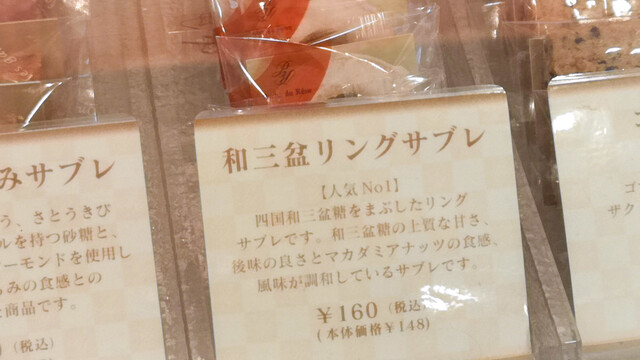 みサブレ
う、さとうきび
ルを持つ砂糖と、
ーモンドを使用し
るみの食感との
商品です。
(税込)
和三盆リングサブレ
【人気No1】
四国和三盆糖をまぶしたリング
サブレです。和三盆糖の上質な甘さ、
後味の良さとマカダミアナッツの食感、
風味が調和しているサブレです。
¥160(税込)
(本体価格¥148)
ゴ
ザク